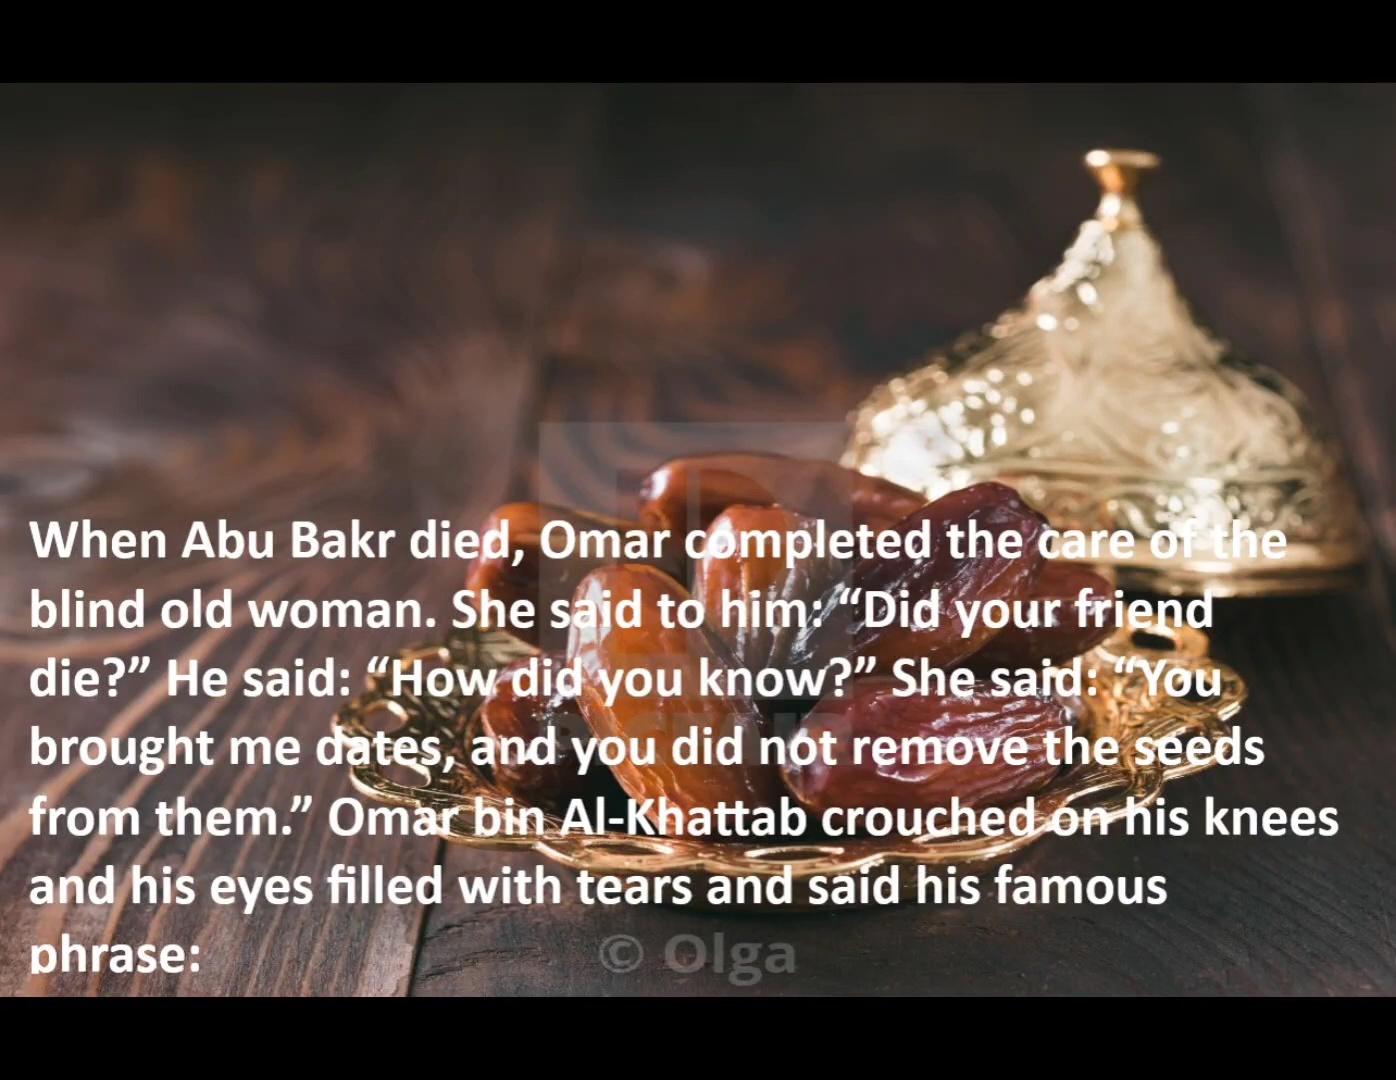 When Abu Bakr died, Omar completed the care of the
blind old woman. She said to him: “Did your friend
die?” He said: “How did you know?” She said: “You
brought me dates, and you did not remove the seeds
from them.” Omar bin Al-Khattab crouched on his knees
and his eyes filled with tears and said his famous
phrase:
© Olga